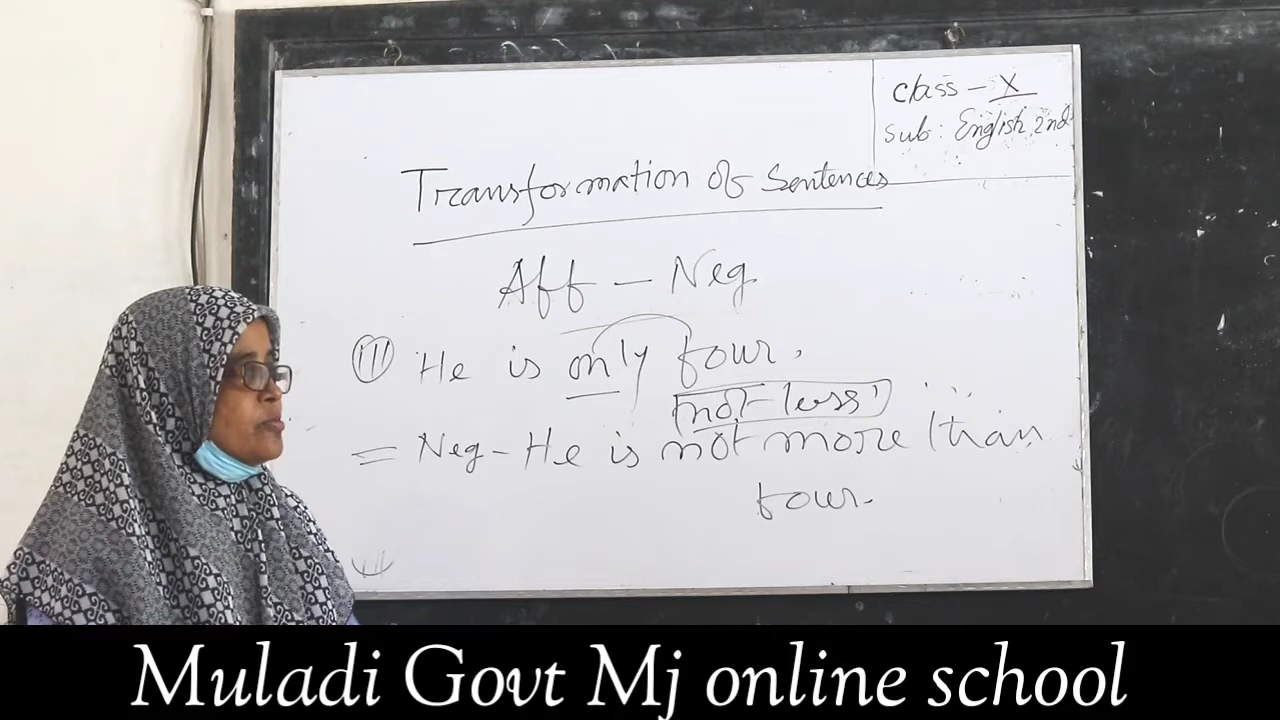 class - X
Sub : English 2nd
Transformation of Sentences
Aff - Neg
(iii) He is only four.
not less
= Neg - He is not more than
four.
Muladi Govt Mj online school